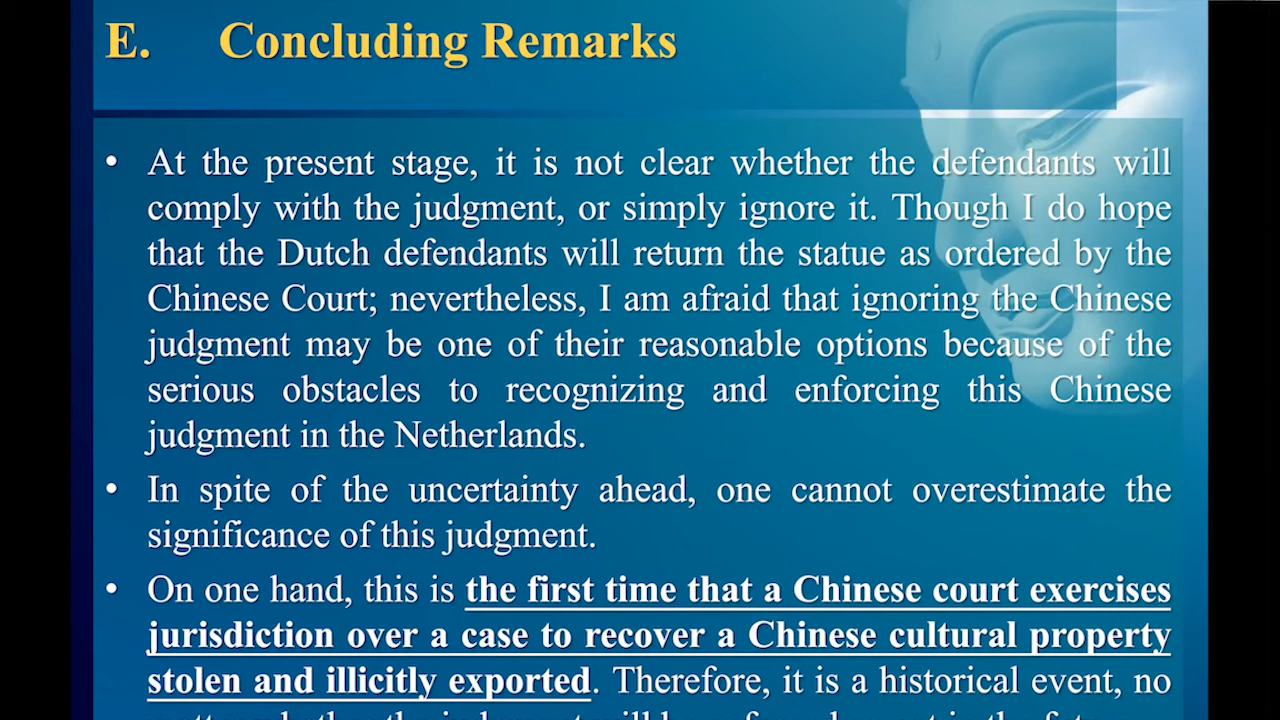 E. Concluding Remarks
• At the present stage, it is not clear whether the defendants will
comply with the judgment, or simply ignore it. Though I do hope
that the Dutch defendants will return the statue as ordered by the
Chinese Court; nevertheless, I am afraid that ignoring the Chinese
judgment may be one of their reasonable options because of the
serious obstacles to recognizing and enforcing this Chinese
judgment in the Netherlands.
• In spite of the uncertainty ahead, one cannot overestimate the
significance of this judgment.
• On one hand, this is the first time that a Chinese court exercises
jurisdiction over a case to recover a Chinese cultural property
stolen and illicitly exported. Therefore, it is a historical event, no